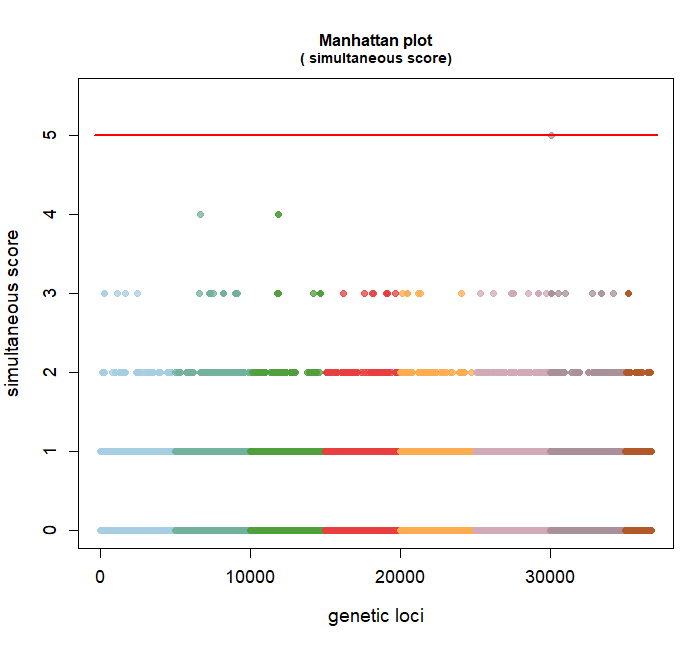 Manhattan plot
( simultaneous score)
simultaneous score
5
4
3
2
1
0
0 10000 20000 30000
genetic loci